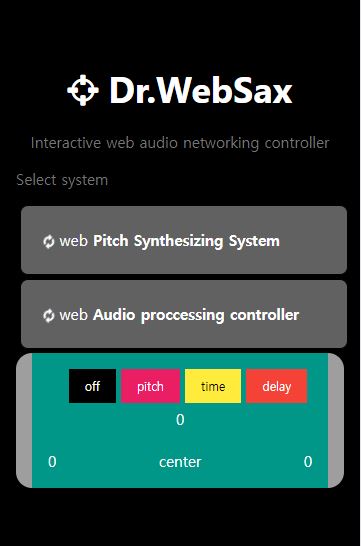 Dr.WebSax
Interactive web audio networking controller
Select system
web Pitch Synthesizing System
web Audio proccessing controller
off pitch time delay
0
0 center 0